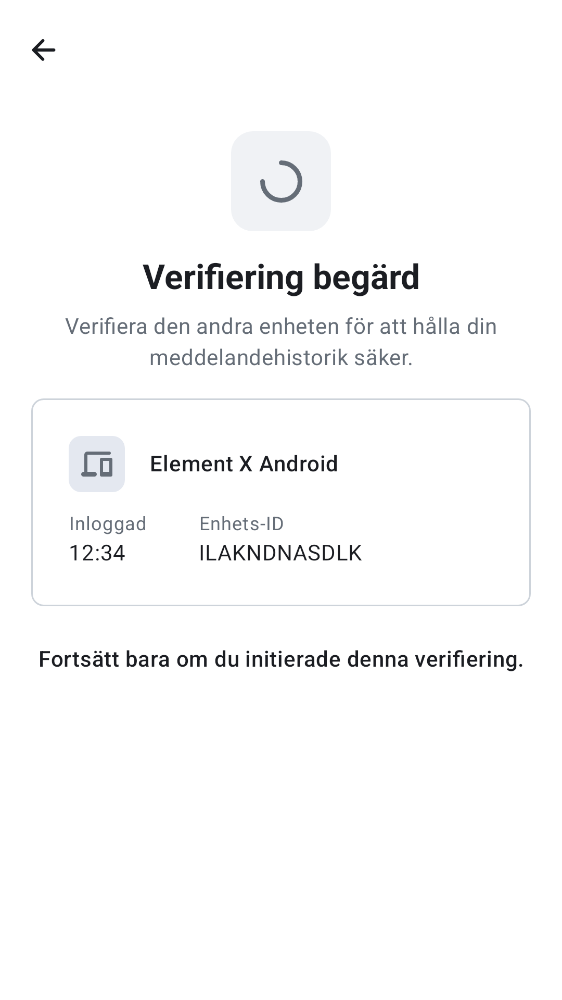 Verifiering begärd
Verifiera den andra enheten för att hålla din
meddelandehistorik säker.
Element X Android
Inloggad Enhets-ID
12:34 ILAKNDNASDLK
Fortsätt bara om du initierade denna verifiering.